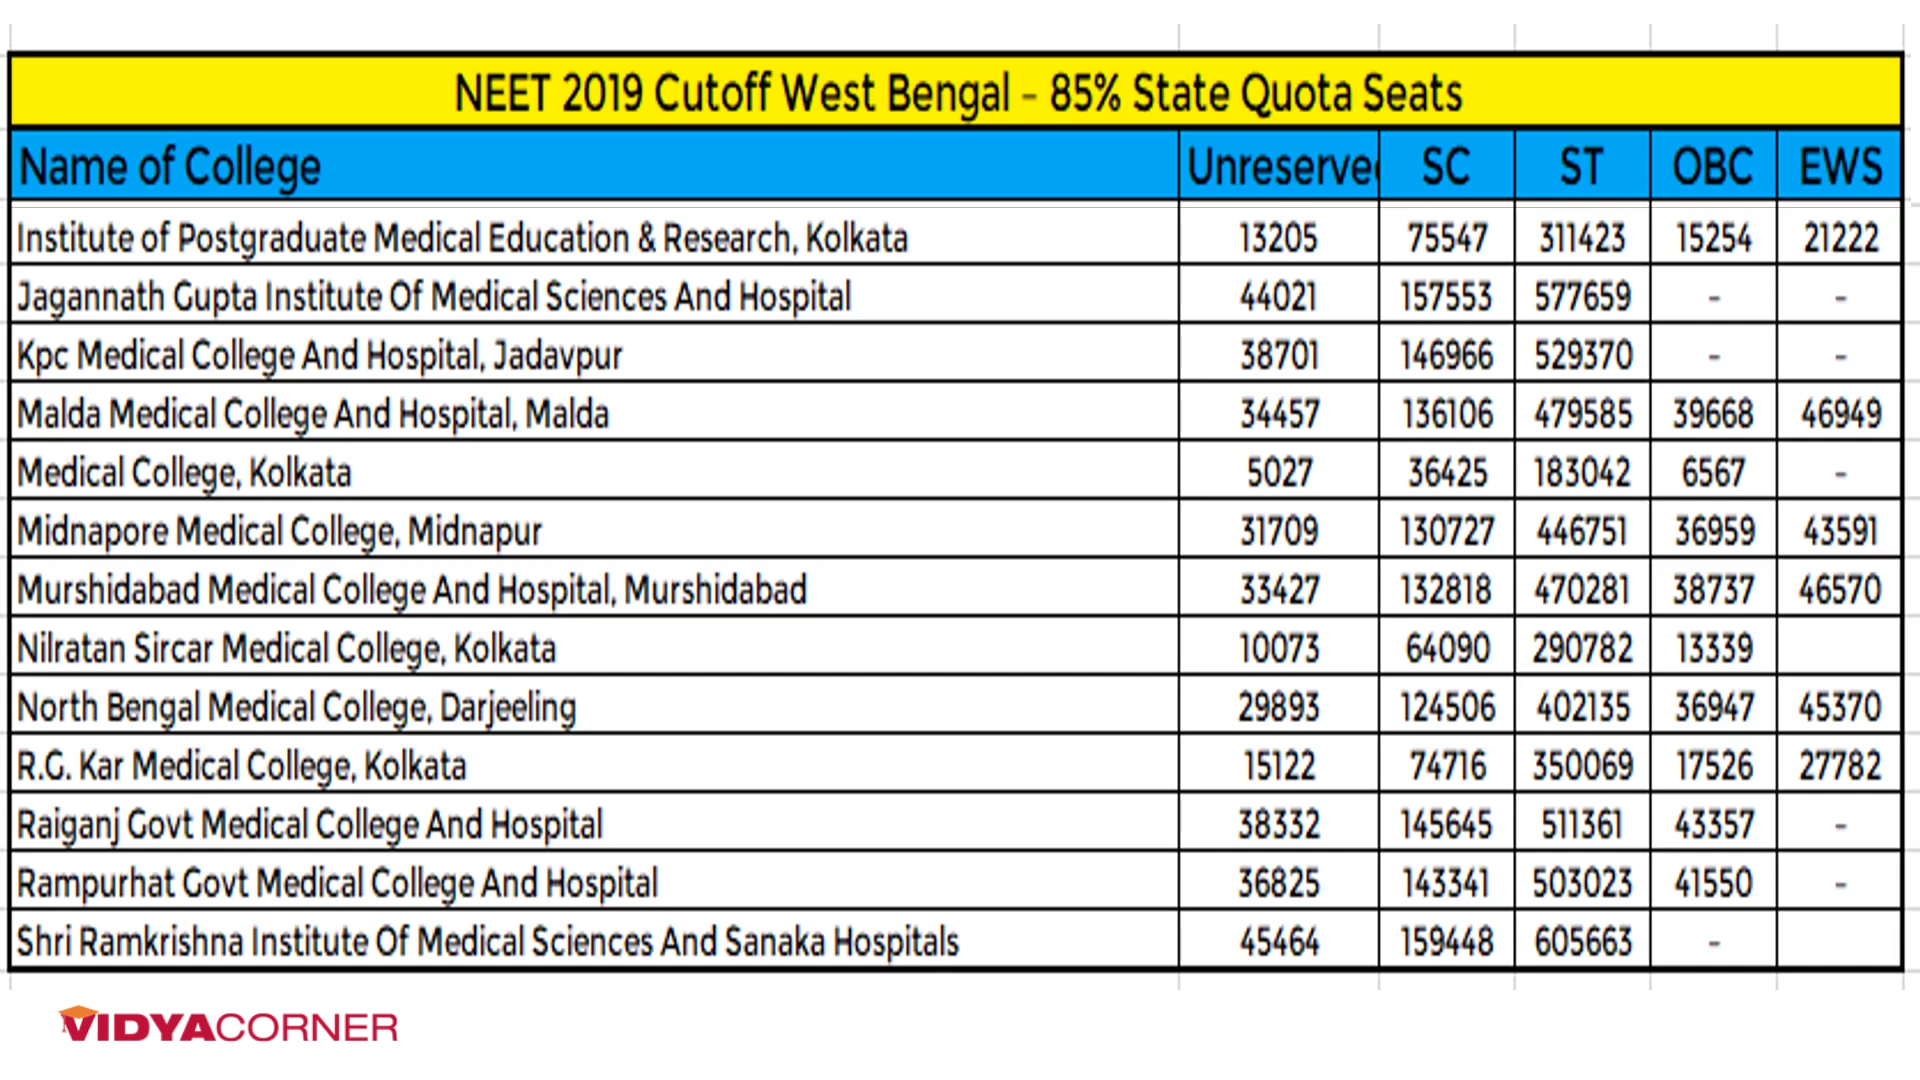 NEET 2019 Cutoff West Bengal - 85% State Quota Seats
Name of College Unreserved SC ST OBC EWS
Institute of Postgraduate Medical Education & Research, Kolkata 13205 75547 311423 15254 21222
Jagannath Gupta Institute Of Medical Sciences And Hospital 44021 157553 577659 - -
Kpc Medical College And Hospital, Jadavpur 38701 146966 529370 - -
Malda Medical College And Hospital, Malda 34457 136106 479585 39668 46949
Medical College, Kolkata 5027 36425 183042 6567 -
Midnapore Medical College, Midnapur 31709 130727 446751 36959 43591
Murshidabad Medical College And Hospital, Murshidabad 33427 132818 470281 38737 46570
Nilratan Sircar Medical College, Kolkata 10073 64090 290782 13339
North Bengal Medical College, Darjeeling 29893 124506 402135 36947 45370
R.G. Kar Medical College, Kolkata 15122 74716 350069 17526 27782
Raiganj Govt Medical College And Hospital 38332 145645 511361 43357 -
Rampurhat Govt Medical College And Hospital 36825 143341 503023 41550 -
Shri Ramkrishna Institute Of Medical Sciences And Sanaka Hospitals 45464 159448 605663 -
VIDYACORNER